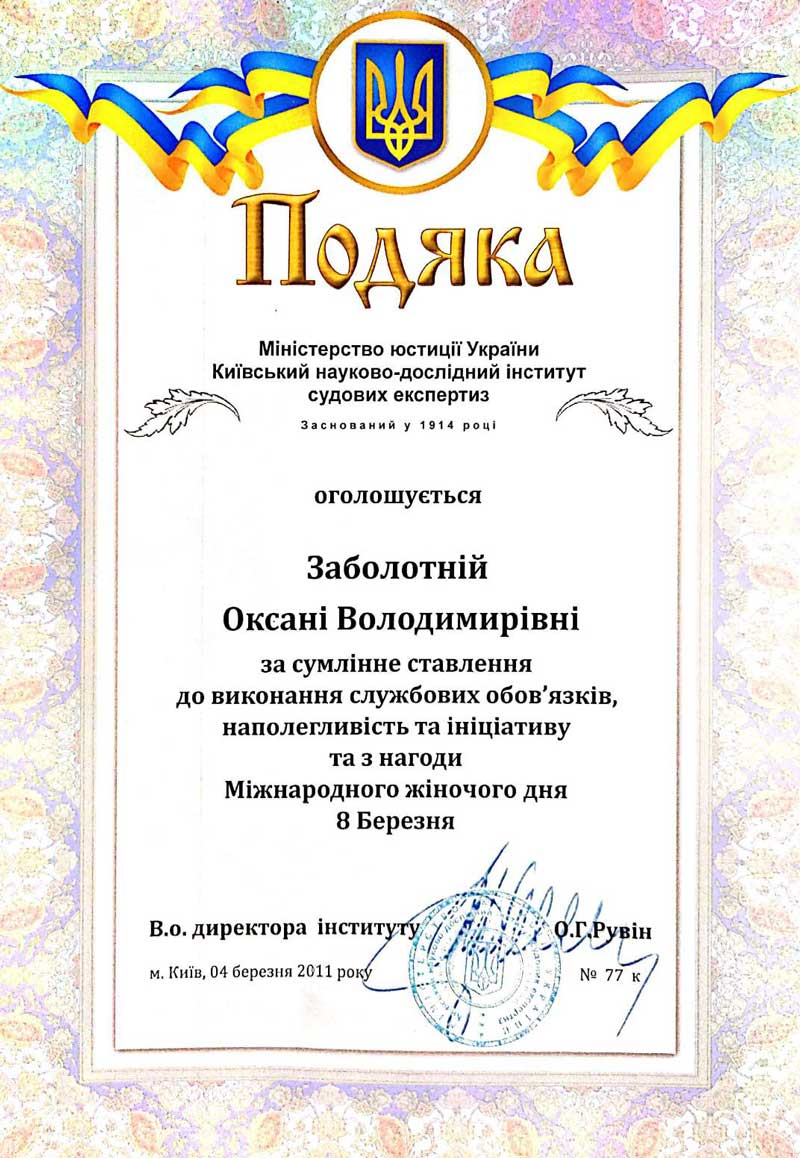 Подяка
Міністерство юстиції України
Київський науково-дослідний інститут
судових експертиз
Заснований у 1914 році
оголошується
Заболотній
Оксані Володимирівні
за сумлінне ставлення
до виконання службових обов’язків,
наполегливість та ініціативу
та з нагоди
Міжнародного жіночого дня
8 Березня
В.о. директора інституту О.Г.Рувін
м. Київ, 04 березня 2011 року № 77 к